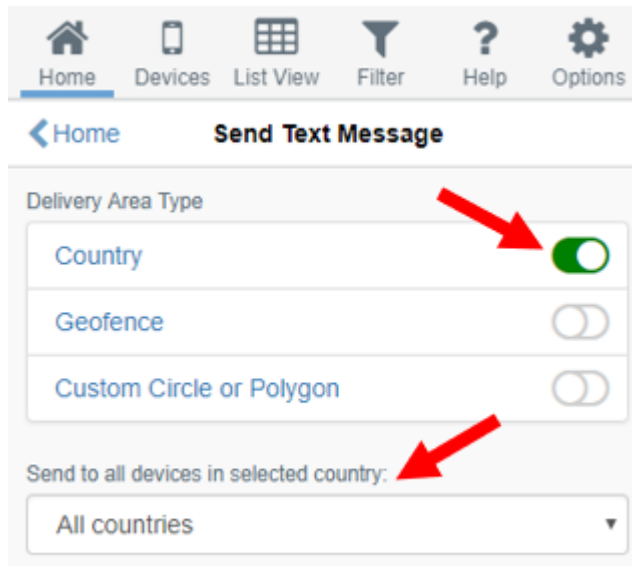 Home Devices List View Filter Help Options
Home Send Text Message
Delivery Area Type
Country
Geofence
Custom Circle or Polygon
Send to all devices in selected country:
All countries